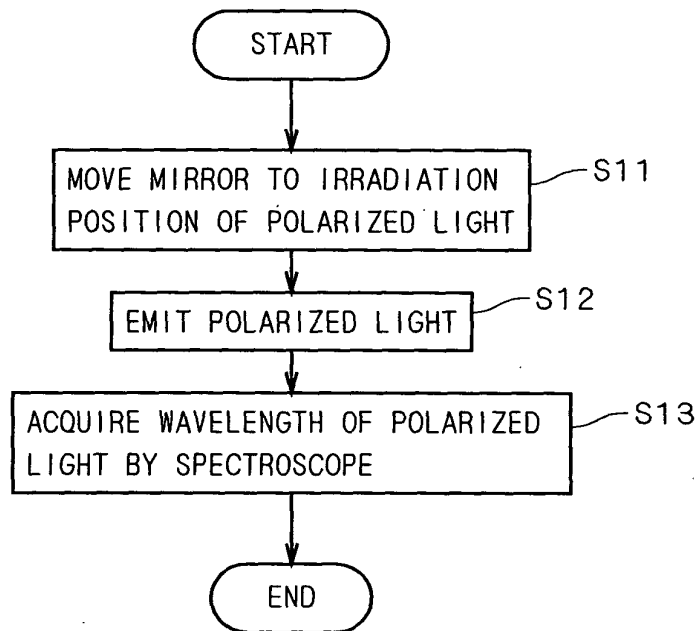 START
MOVE MIRROR TO IRRADIATION
POSITION OF POLARIZED LIGHT
S11
EMIT POLARIZED LIGHT
S12
ACQUIRE WAVELENGTH OF POLARIZED
LIGHT BY SPECTROSCOPE
S13
END